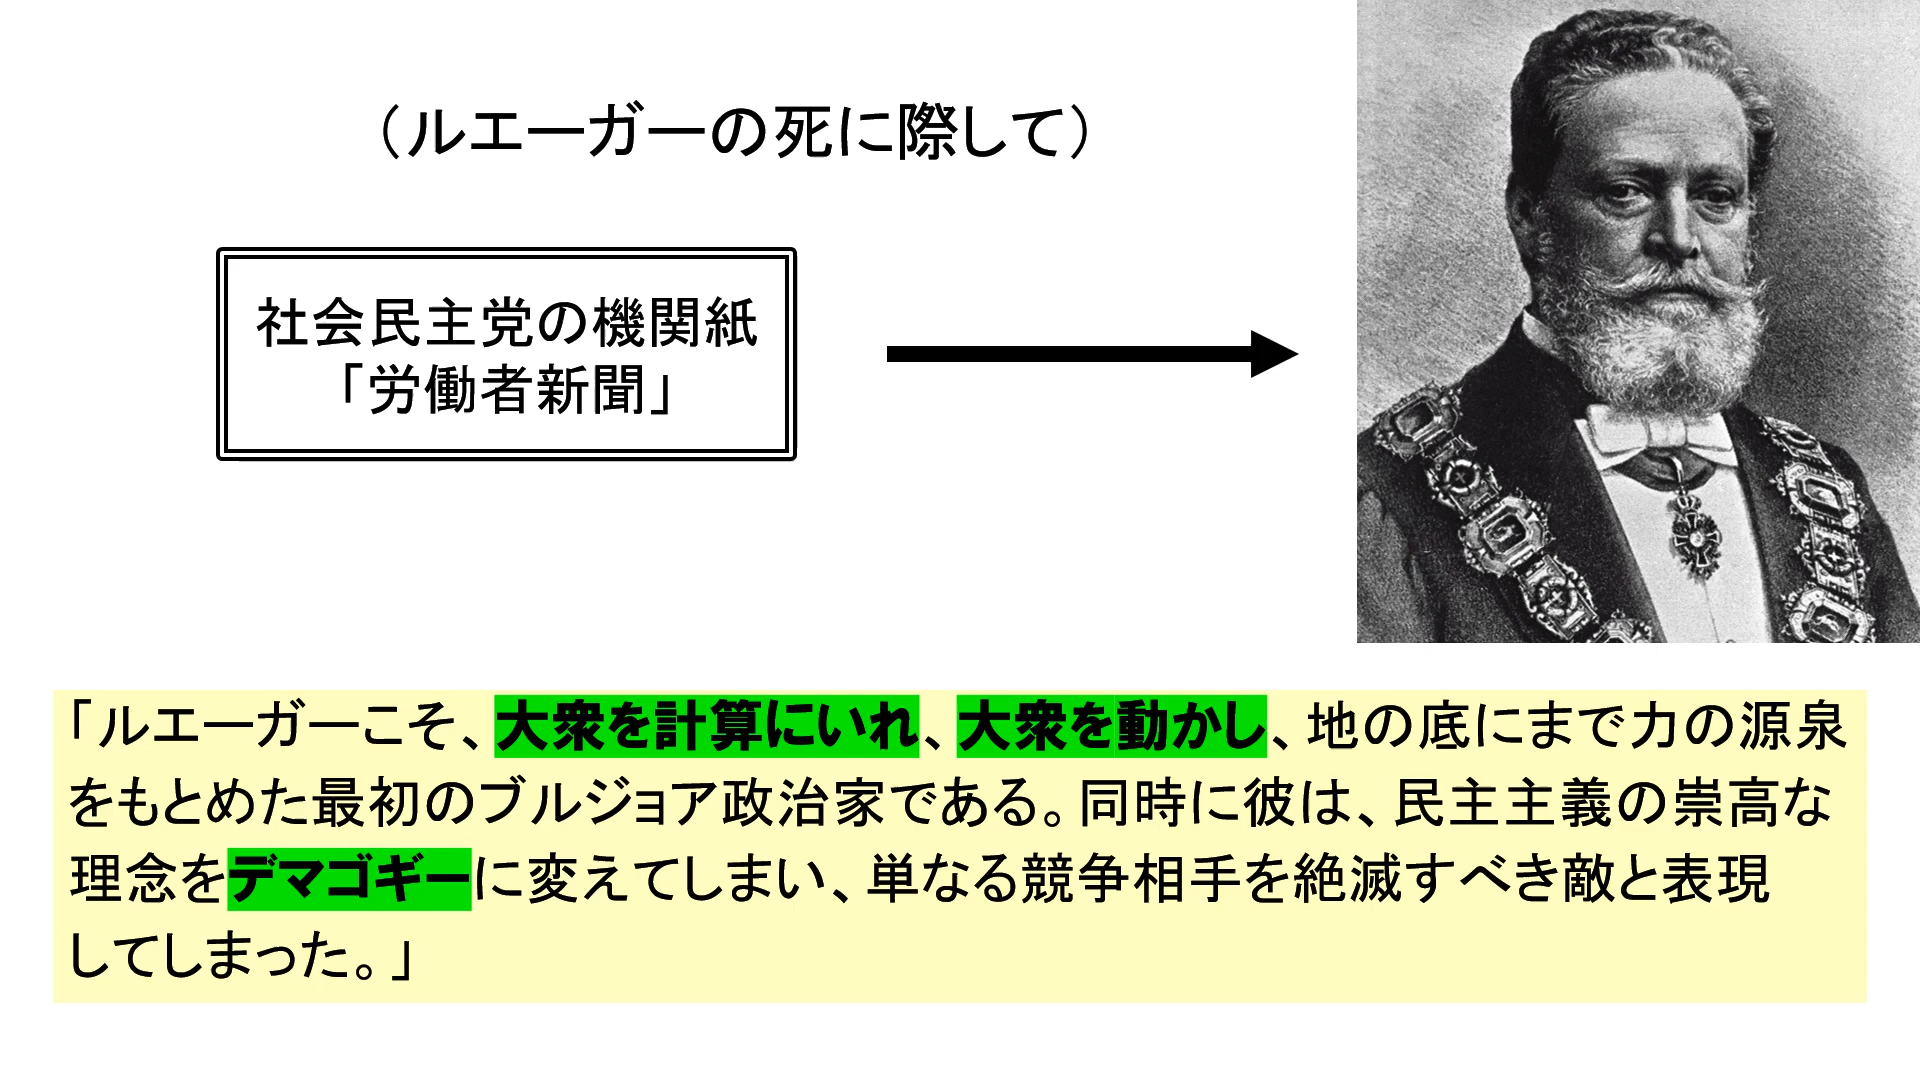 （ルエーガーの死に際して）
社会民主党の機関紙
「労働者新聞」
「ルエーガーこそ、大衆を計算にいれ、大衆を動かし、地の底にまで力の源泉
をもとめた最初のブルジョア政治家である。同時に彼は、民主主義の崇高な
理念をデマゴギーに変えてしまい、単なる競争相手を絶滅すべき敵と表現
してしまった。」